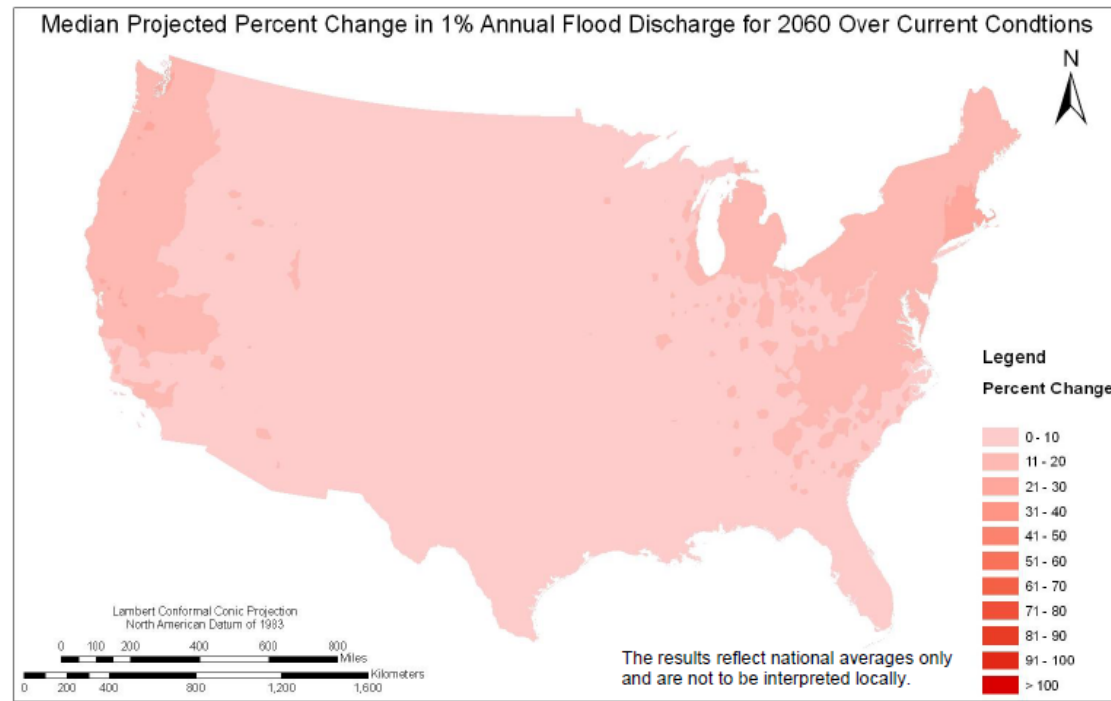 Median Projected Percent Change in 1% Annual Flood Discharge for 2060 Over Current Condtions
N
Legend
Percent Change
0 - 10
11 - 20
21 - 30
31 - 40
41 - 50
51 - 60
61 - 70
71 - 80
81 - 90
91 - 100
> 100
Lambert Conformal Conic Projection
North American Datum of 1983
0 100 200 400 600 800
Miles
Kilometers
0 200 400 800 1,200 1,600
The results reflect national averages only
and are not to be interpreted locally.